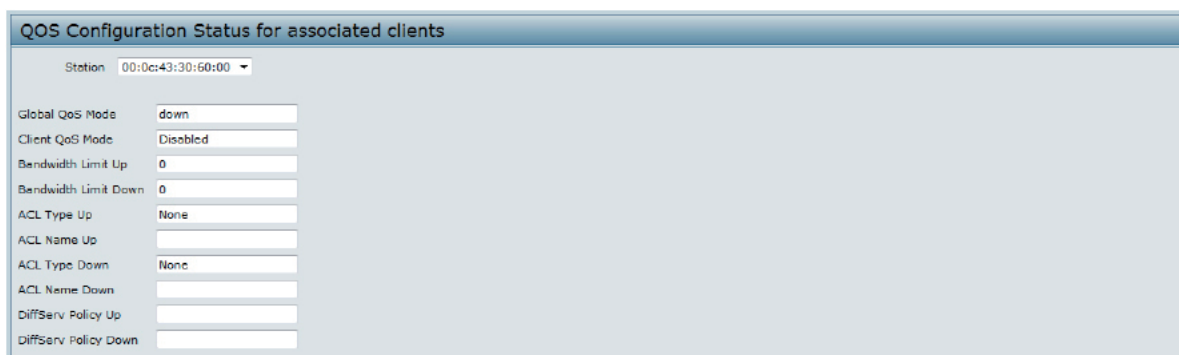 QOS Configuration Status for associated clients
Station 00:0c:43:30:60:00
Global QoS Mode down
Client QoS Mode Disabled
Bandwidth Limit Up 0
Bandwidth Limit Down 0
ACL Type Up None
ACL Name Up
ACL Type Down None
ACL Name Down
DiffServ Policy Up
DiffServ Policy Down